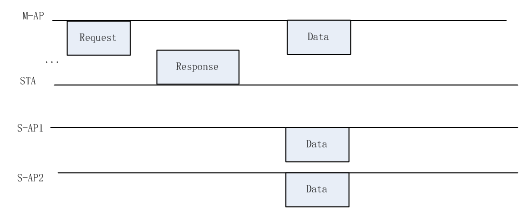 M-AP
Request
Data
...
Response
STA
S-AP1
Data
S-AP2
Data